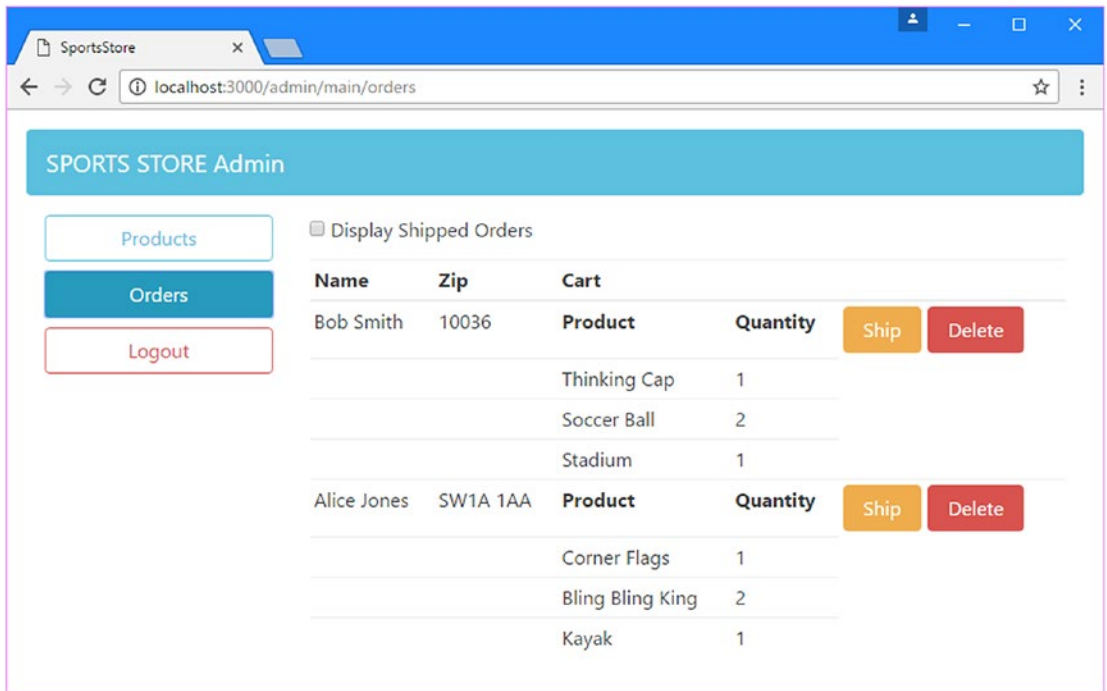 SportsStore
localhost:3000/admin/main/orders
SPORTS STORE Admin
Products
Orders
Logout
Display Shipped Orders
Name Zip Cart
Bob Smith 10036 Product Quantity Ship Delete
Thinking Cap 1
Soccer Ball 2
Stadium 1
Alice Jones SW1A 1AA Product Quantity Ship Delete
Corner Flags 1
Bling Bling King 2
Kayak 1